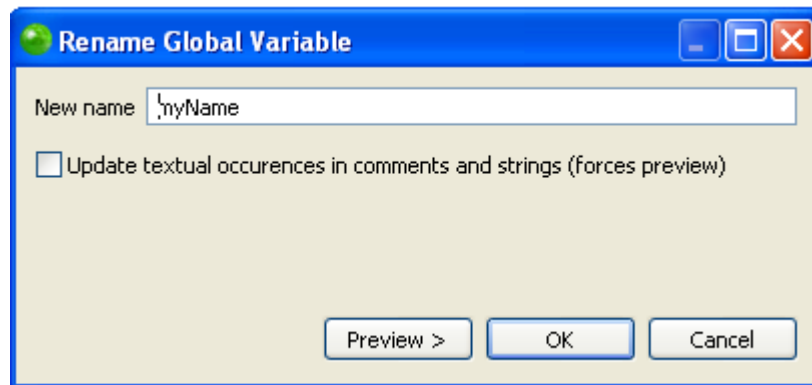 Rename Global Variable
New name myName
Update textual occurences in comments and strings (forces preview)
Preview > OK Cancel